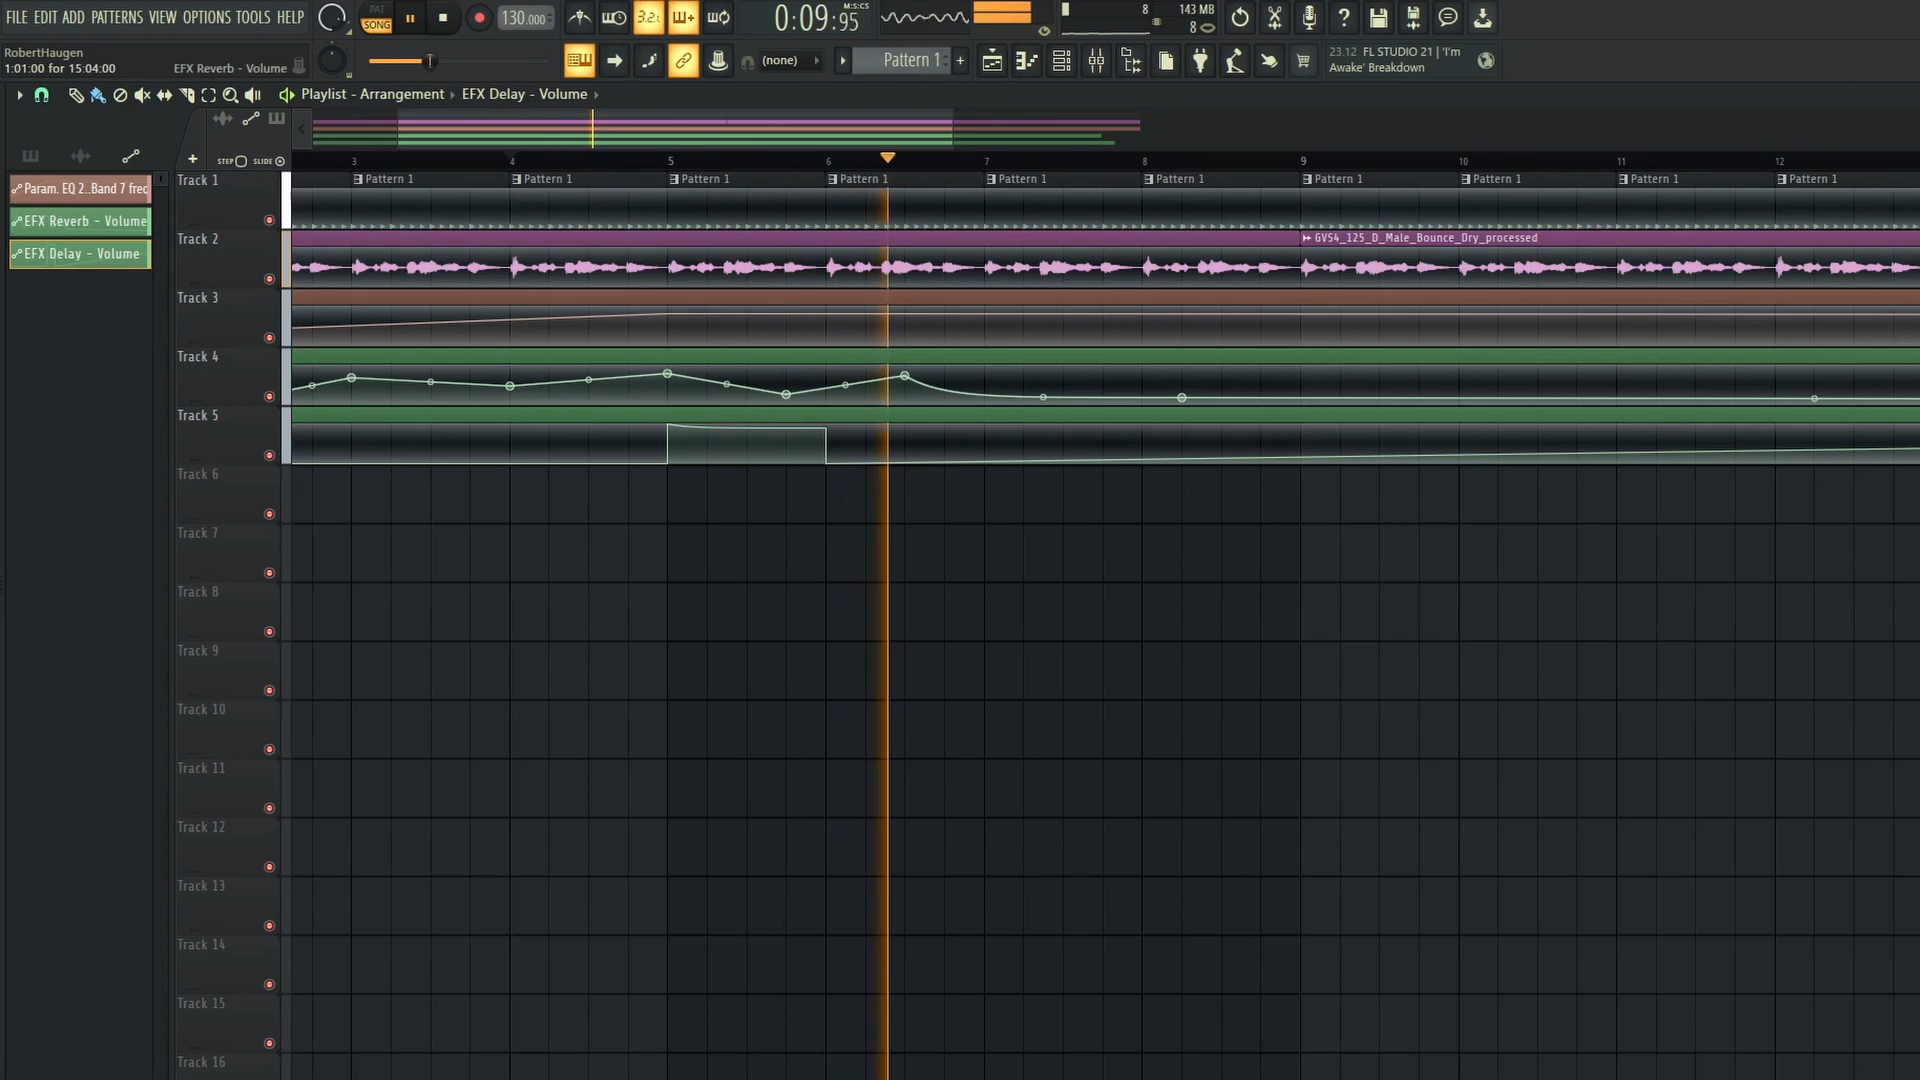 FILE EDIT ADD PATTERNS VIEW OPTIONS TOOLS HELP
PAT
SONG
130.000
3.2.1
0:09:95
M:S:CS
8
143 MB
8
RobertHaugen
1:01:00 for 15:04:00
EFX Reverb - Volume
(none)
Pattern 1
23.12 FL STUDIO 21 | 'I'm
Awake' Breakdown
Playlist - Arrangement › EFX Delay - Volume ›
STEP SLIDE
3 4 5 6 7 8 9 10 11 12
Param. EQ 2..Band 7 freq
EFX Reverb - Volume
EFX Delay - Volume
Track 1
Pattern 1 Pattern 1 Pattern 1 Pattern 1 Pattern 1 Pattern 1 Pattern 1 Pattern 1 Pattern 1 Pattern 1
Track 2
GVS4_125_D_Male_Bounce_Dry_processed
Track 3
Track 4
Track 5
Track 6
Track 7
Track 8
Track 9
Track 10
Track 11
Track 12
Track 13
Track 14
Track 15
Track 16